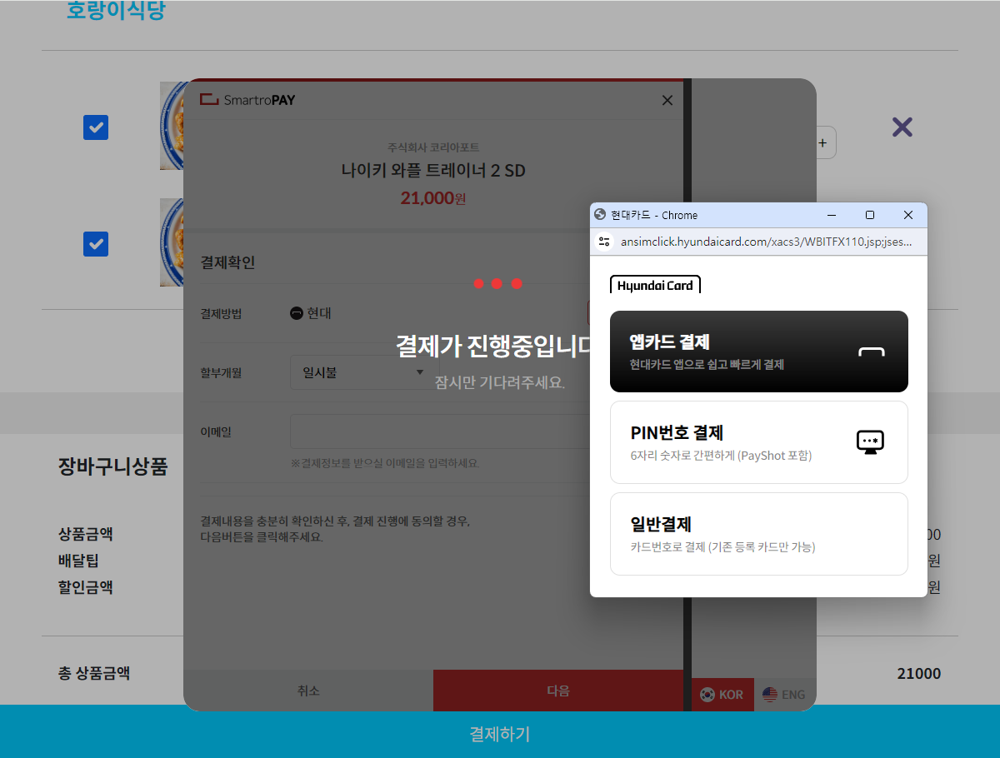 호랑이식당
SmartroPAY
주식회사 코리아포트
나이키 와플 트레이너 2 SD
21,000원
+
현대카드 - Chrome
ansimclick.hyundaicard.com/xacs3/WBITFX110.jsp;jses...
Hyundai Card
앱카드 결제
현대카드 앱으로 쉽고 빠르게 결제
PIN번호 결제
6자리 숫자로 간편하게 (PayShot 포함)
일반결제
카드번호로 결제 (기존 등록 카드만 가능)
결제확인
결제방법
현대
결제가 진행중입니다
잠시만 기다려주세요.
할부개월
일시불
이메일
※결제정보를 받으실 이메일을 입력하세요.
결제내용을 충분히 확인하신 후, 결제 진행에 동의할 경우,
다음버튼을 클릭해주세요.
취소
다음
KOR
ENG
장바구니상품
상품금액
00
배달팁
원
할인금액
원
총 상품금액
21000
결제하기